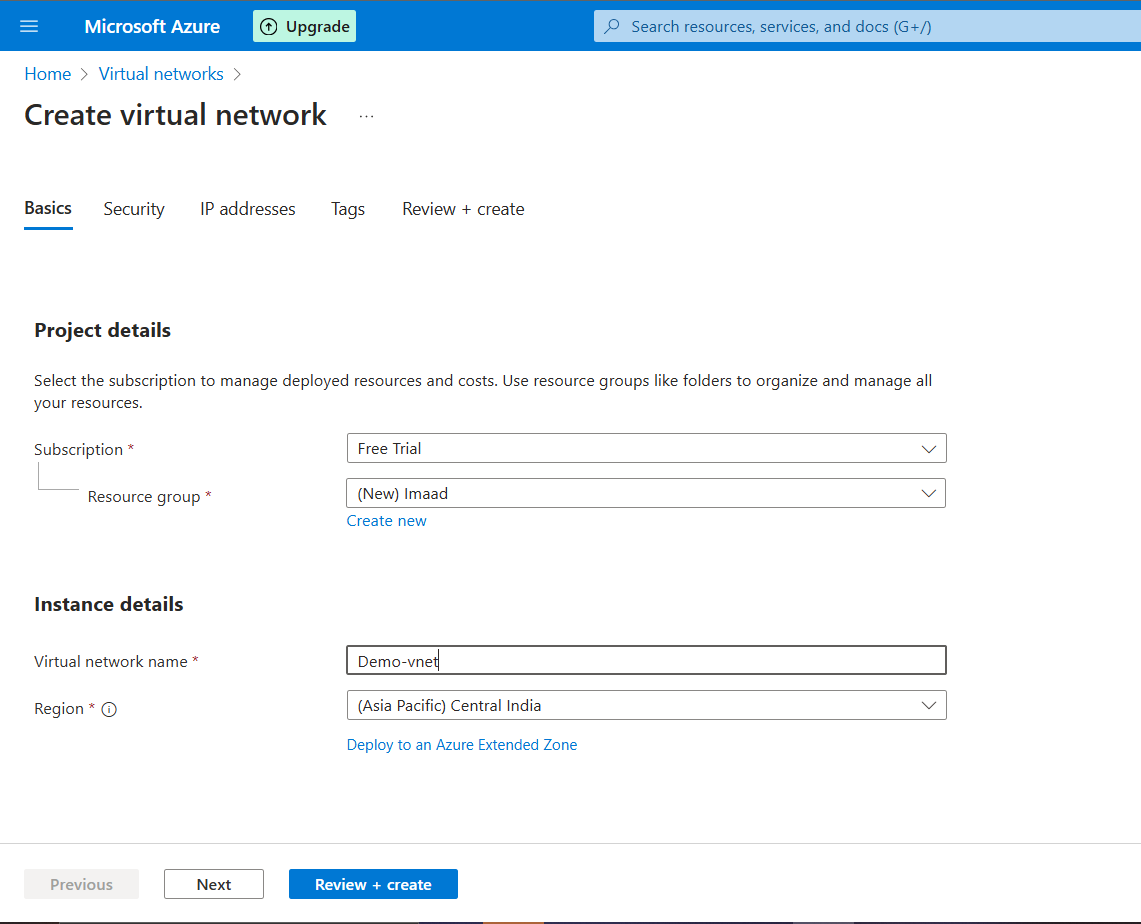 Microsoft Azure Upgrade Search resources, services, and docs (G+/)
Home > Virtual networks >
Create virtual network ...
Basics Security IP addresses Tags Review + create
Project details
Select the subscription to manage deployed resources and costs. Use resource groups like folders to organize and manage all
your resources.
Subscription * Free Trial
Resource group * (New) Imaad
Create new
Instance details
Virtual network name * Demo-vnet
Region * (Asia Pacific) Central India
Deploy to an Azure Extended Zone
Previous Next Review + create